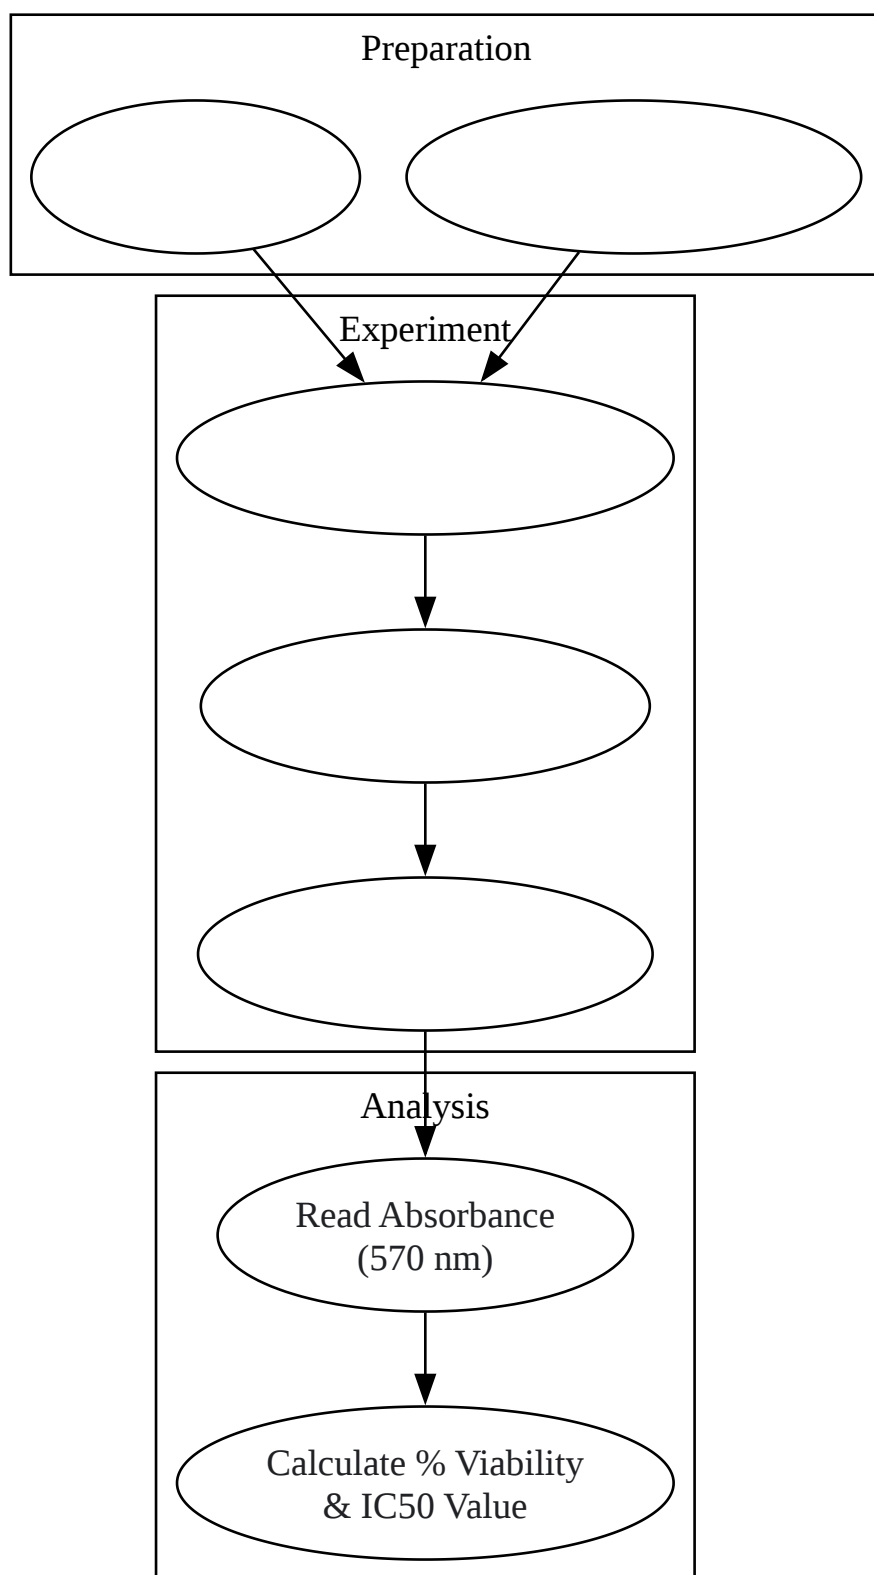 Preparation
Experiment
Analysis
Read Absorbance
(570 nm)
Calculate % Viability
& IC50 Value